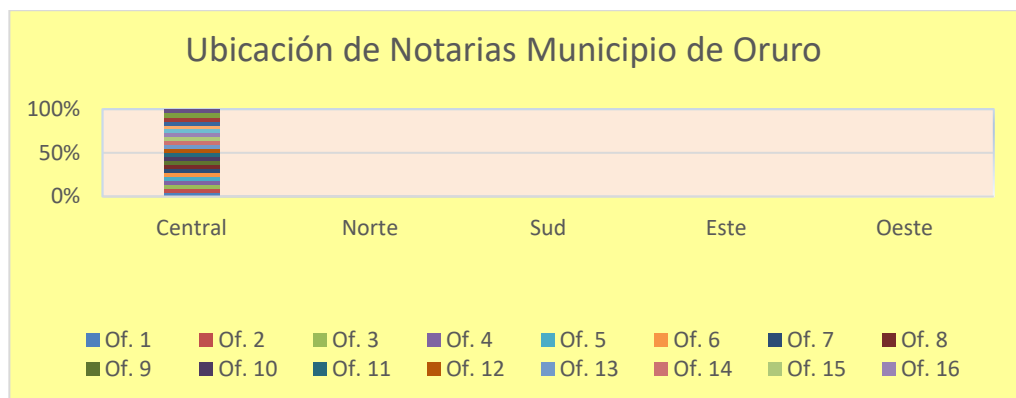 Ubicación de Notarias Municipio de Oruro
100%
50%
0%
Central Norte Sud Este Oeste
Of. 1 Of. 2 Of. 3 Of. 4 Of. 5 Of. 6 Of. 7 Of. 8
Of. 9 Of. 10 Of. 11 Of. 12 Of. 13 Of. 14 Of. 15 Of. 16